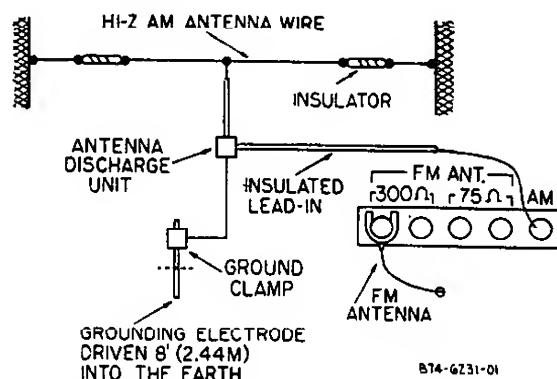 HI-Z AM ANTENNA WIRE
INSULATOR
ANTENNA
DISCHARGE
UNIT
INSULATED
LEAD-IN
FM ANT.
300Ω
75Ω
AM
GROUND
CLAMP
FM
ANTENNA
GROUNDING ELECTRODE
DRIVEN 8' (2.44M)
INTO THE EARTH
B74-6231-01